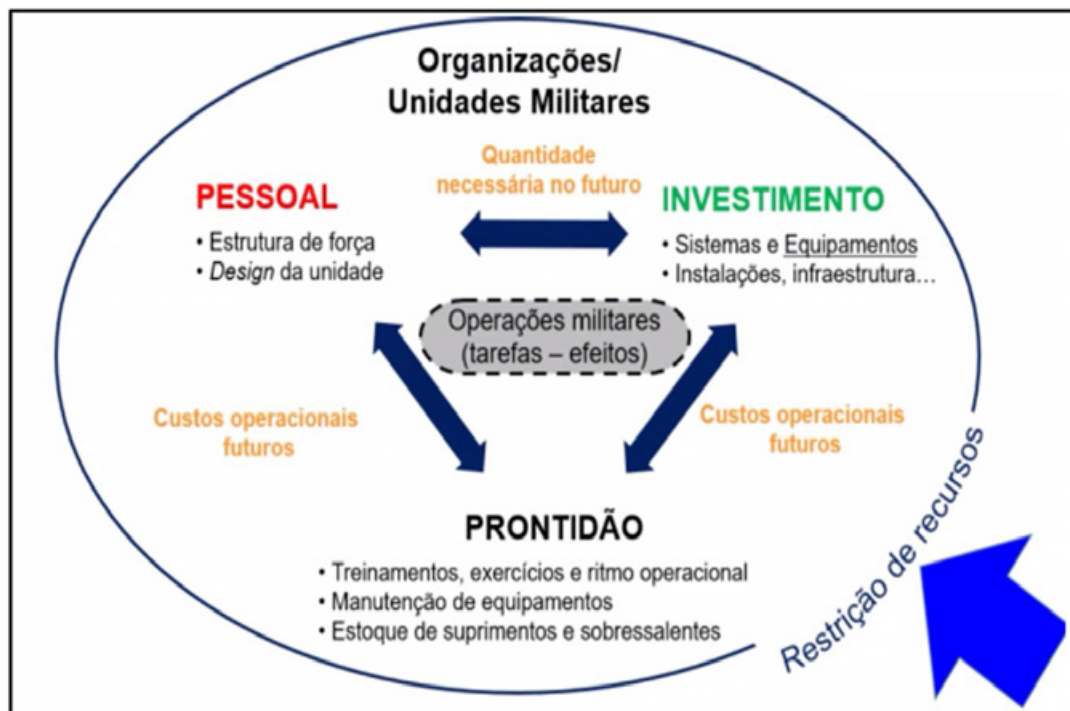 Organizações/
Unidades Militares
Quantidade
necessária no futuro
PESSOAL
• Estrutura de força
• Design da unidade
INVESTIMENTO
• Sistemas e Equipamentos
• Instalações, infraestrutura...
Operações militares
(tarefas – efeitos)
Custos operacionais
futuros
Custos operacionais
futuros
PRONTIDÃO
• Treinamentos, exercícios e ritmo operacional
• Manutenção de equipamentos
• Estoque de suprimentos e sobressalentes
Restrição de recursos